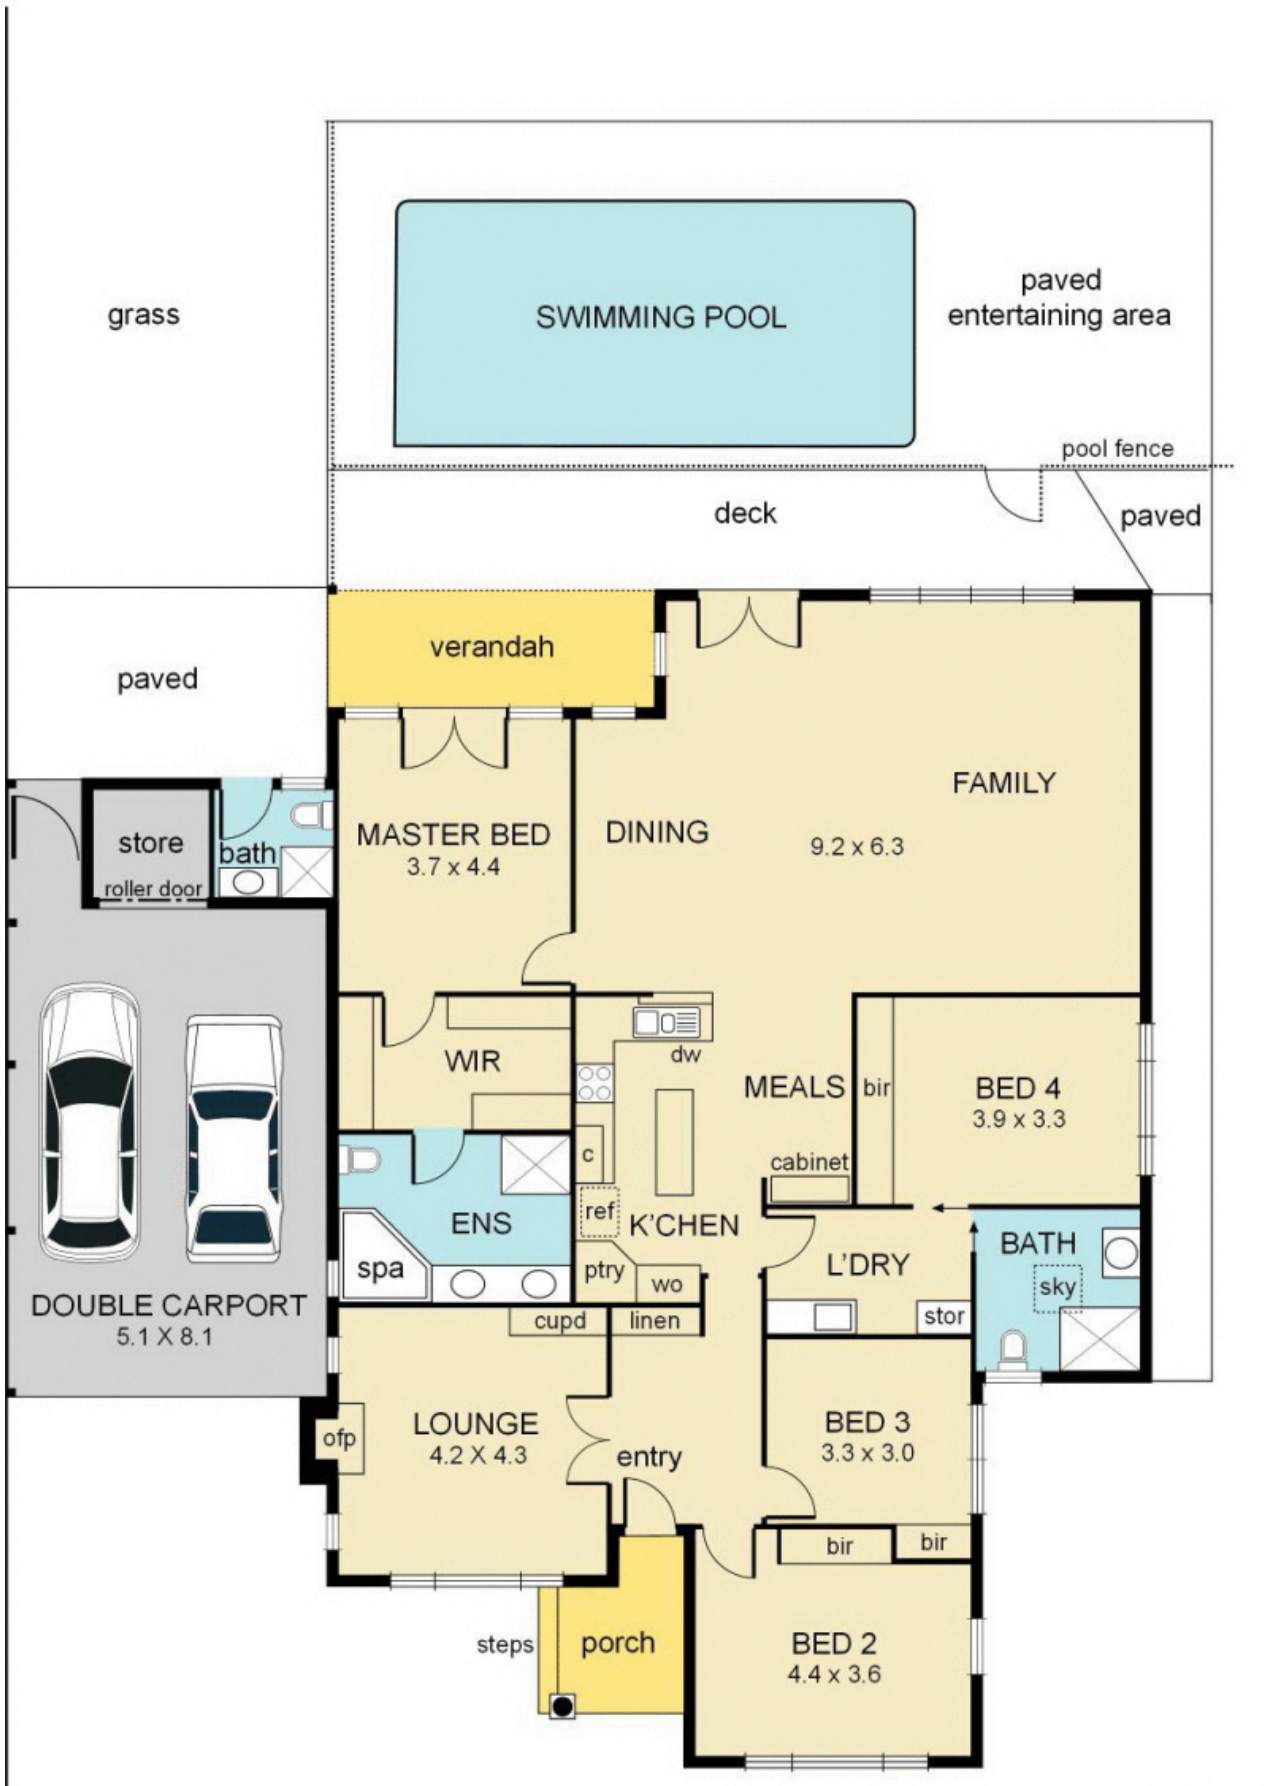 grass
SWIMMING POOL
paved
entertaining area
pool fence
deck
paved
verandah
paved
FAMILY
DINING
9.2 x 6.3
MASTER BED
3.7 x 4.4
store
bath
roller door
WIR
dw
MEALS
bir
BED 4
3.9 x 3.3
c
cabinet
ref
K'CHEN
ENS
spa
ptry
wo
L'DRY
BATH
sky
stor
DOUBLE CARPORT
5.1 X 8.1
cupd
linen
LOUNGE
4.2 X 4.3
ofp
entry
BED 3
3.3 x 3.0
bir
bir
steps
porch
BED 2
4.4 x 3.6